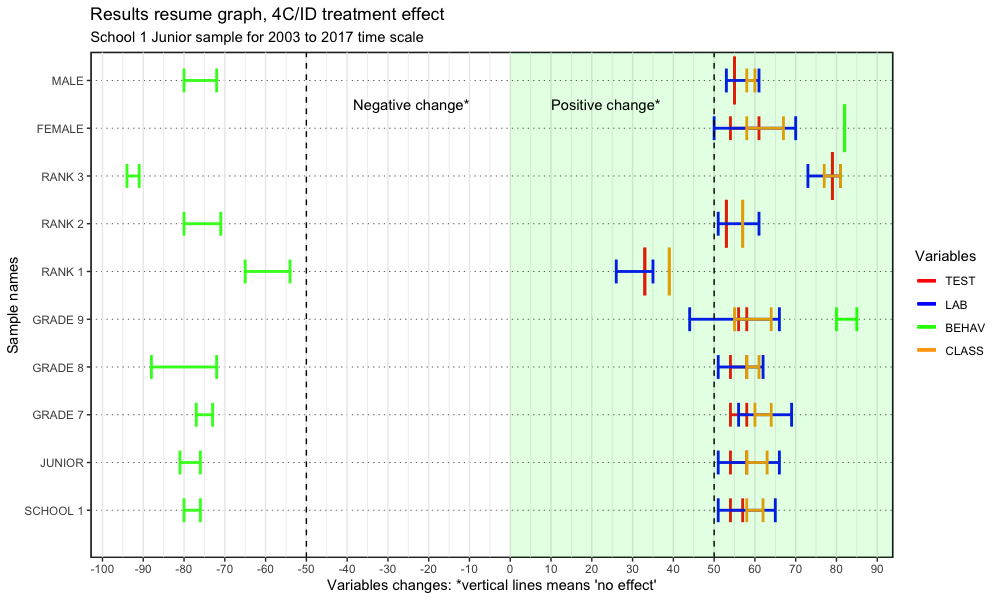 Results resume graph, 4C/ID treatment effect
School 1 Junior sample for 2003 to 2017 time scale
Sample names
MALE
Negative change*
Positive change*
FEMALE
RANK 3
RANK 2
RANK 1
GRADE 9
GRADE 8
GRADE 7
JUNIOR
SCHOOL 1
Variables
TEST
LAB
BEHAV
CLASS
-100 -90 -80 -70 -60 -50 -40 -30 -20 -10 -0 0 10 20 30 40 50 60 70 80 90
Variables changes: *vertical lines means 'no effect'